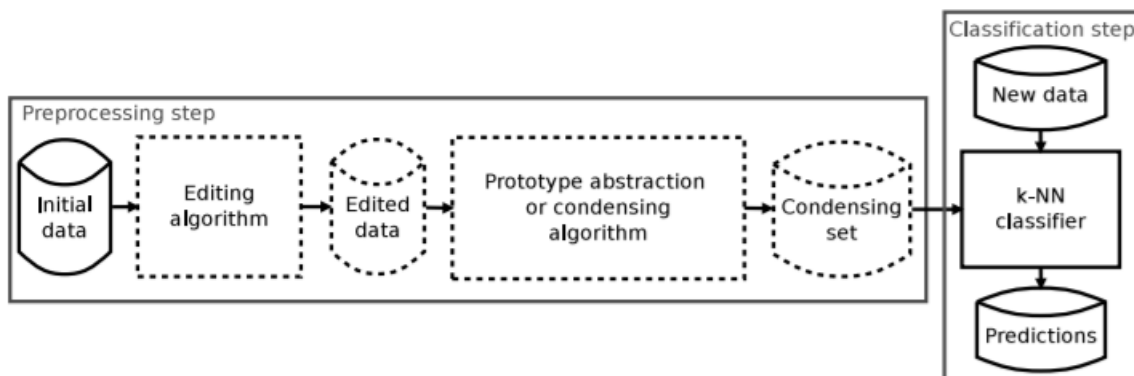 Classification step
New data
Preprocessing step
Initial
data
Editing
algorithm
Edited
data
Prototype abstraction
or condensing
algorithm
Condensing
set
k-NN
classifier
Predictions